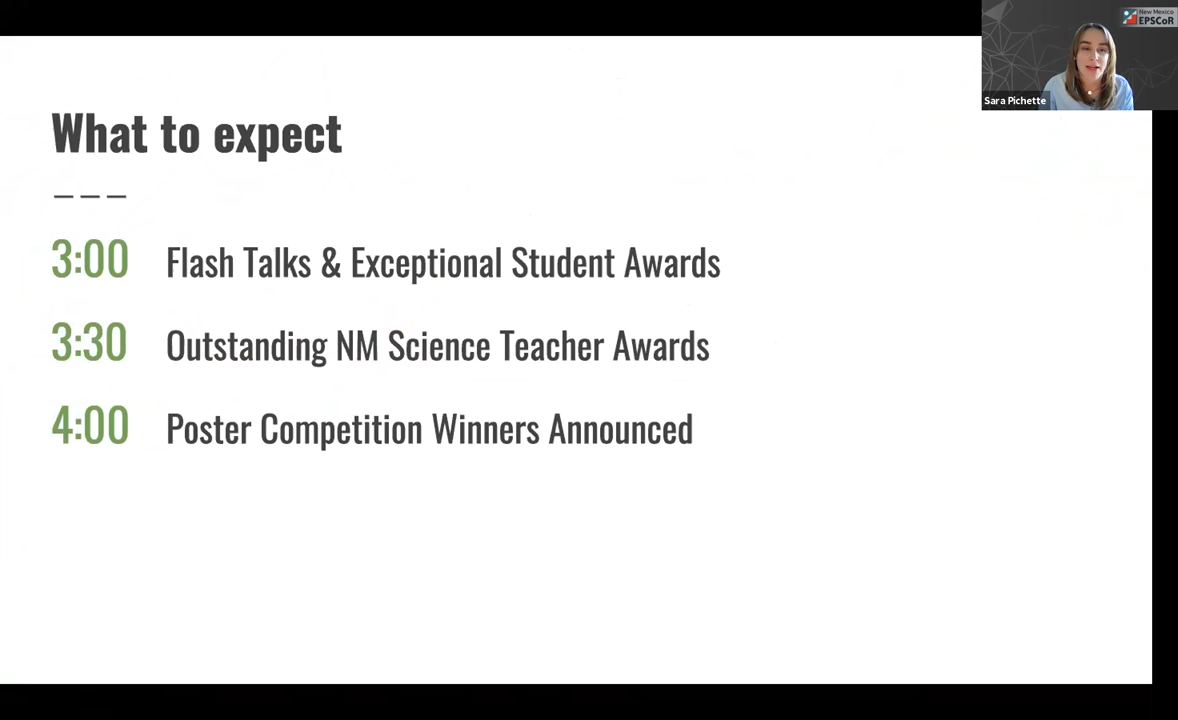 New Mexico
EPSCoR
Sara Pichette
What to expect
3:00 Flash Talks & Exceptional Student Awards
3:30 Outstanding NM Science Teacher Awards
4:00 Poster Competition Winners Announced